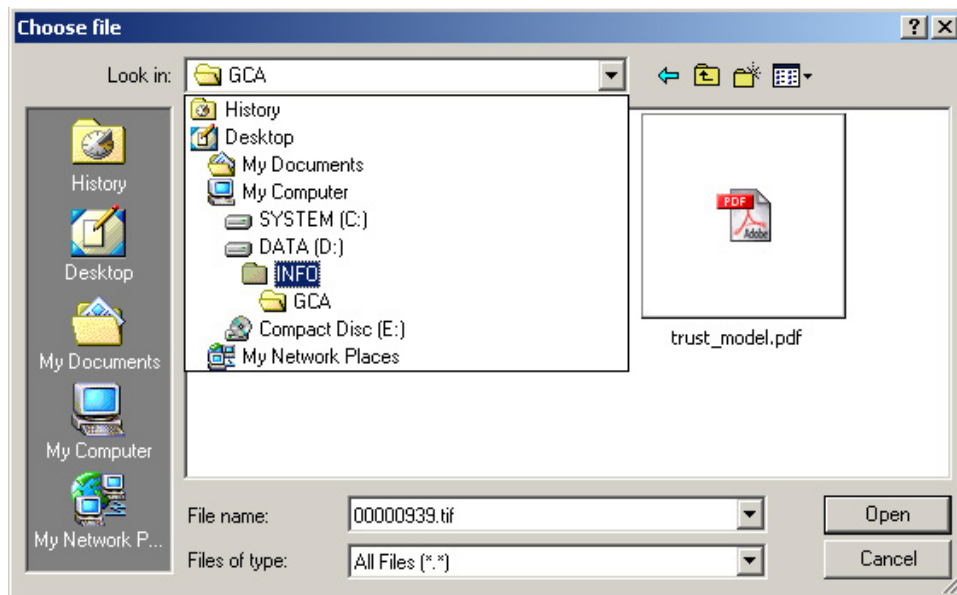 Choose file
Look in: GCA
History
Desktop
My Documents
My Computer
SYSTEM (C:)
DATA (D:)
INFO
GCA
Compact Disc (E:)
My Network Places
History
Desktop
My Documents
My Computer
My Network P...
PDF
Adobe
trust_model.pdf
File name: 00000939.tif
Open
Files of type: All Files (*.*)
Cancel